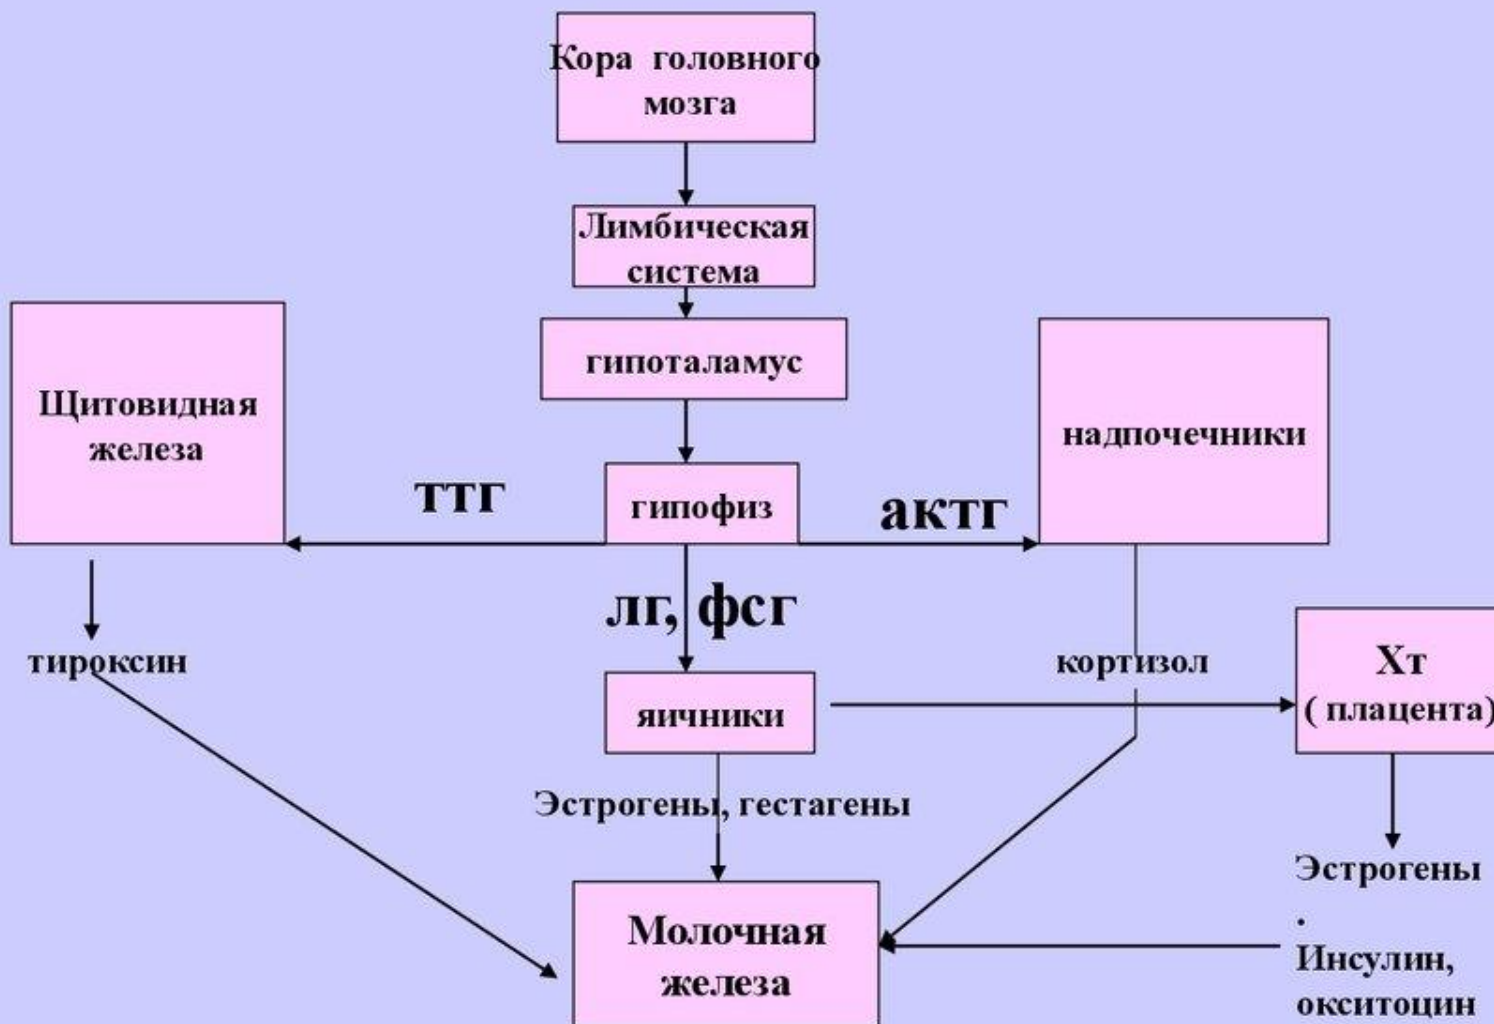 Кора головного
мозга
Лимбическая
система
гипоталамус
Щитовидная
железа
надпочечники
ттг
гипофиз
актг
лг, фсг
тироксин
кортизол
Хт
( плацента)
яичники
Эстрогены, гестагены
Эстрогены
.
Инсулин,
окситоцин
Молочная
железа